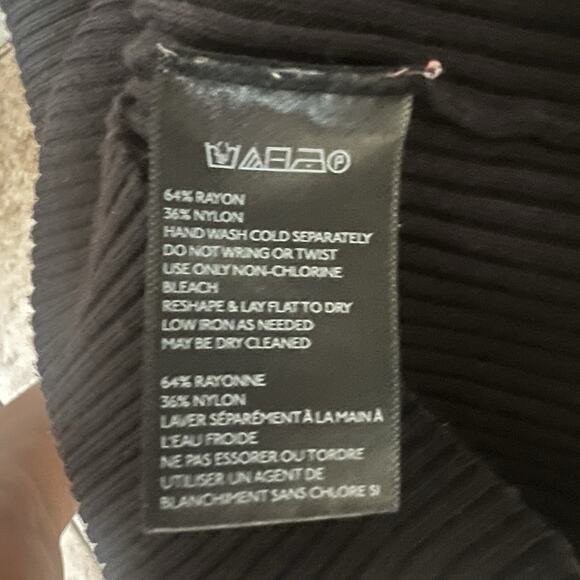 P
64% RAYON
36% NYLON
HAND WASH COLD SEPARATELY
DO NOT WRING OR TWIST
USE ONLY NON-CHLORINE
BLEACH
RESHAPE & LAY FLAT TO DRY
LOW IRON AS NEEDED
MAY BE DRY CLEANED
64% RAYONNE
36% NYLON
LAVER SÉPARÉMENT À LA MAIN À
L'EAU FROIDE
NE PAS ESSORER OU TORDRE
UTILISER UN AGENT DE
BLANCHIMENT SANS CHLORE SI